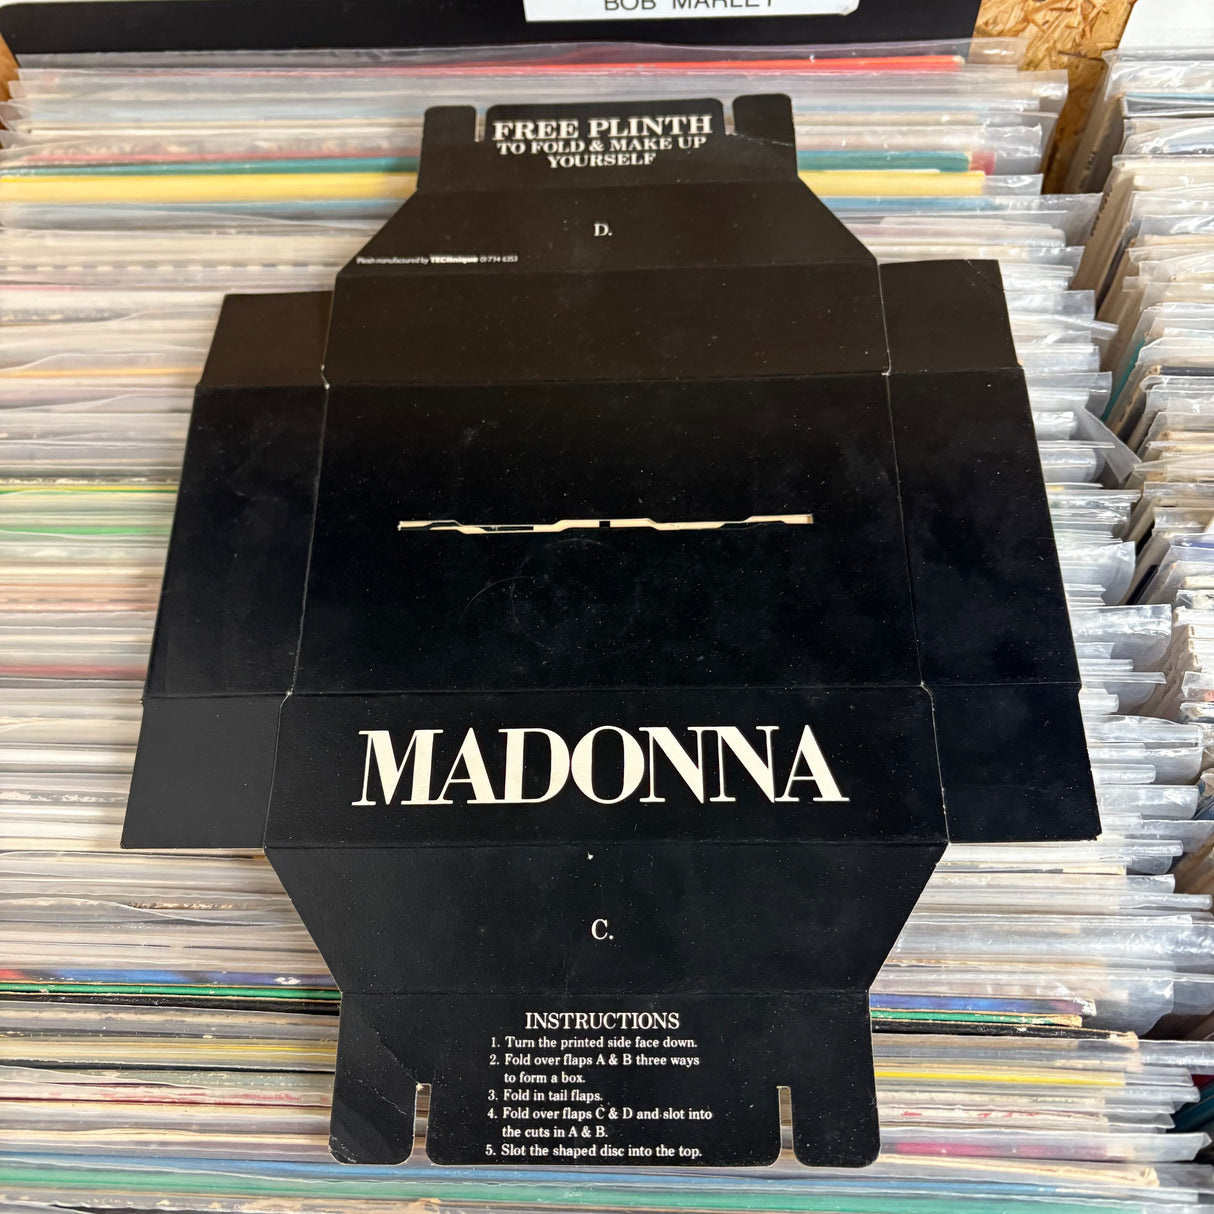 BOB MARLEY
FREE PLINTH
TO FOLD & MAKE UP
YOURSELF
D.
Plinth manufactured by TECHnique 01 734 6353
MADONNA
C.
INSTRUCTIONS
1. Turn the printed side face down.
2. Fold over flaps A & B three ways
to form a box.
3. Fold in tail flaps.
4. Fold over flaps C & D and slot into
the cuts in A & B.
5. Slot the shaped disc into the top.